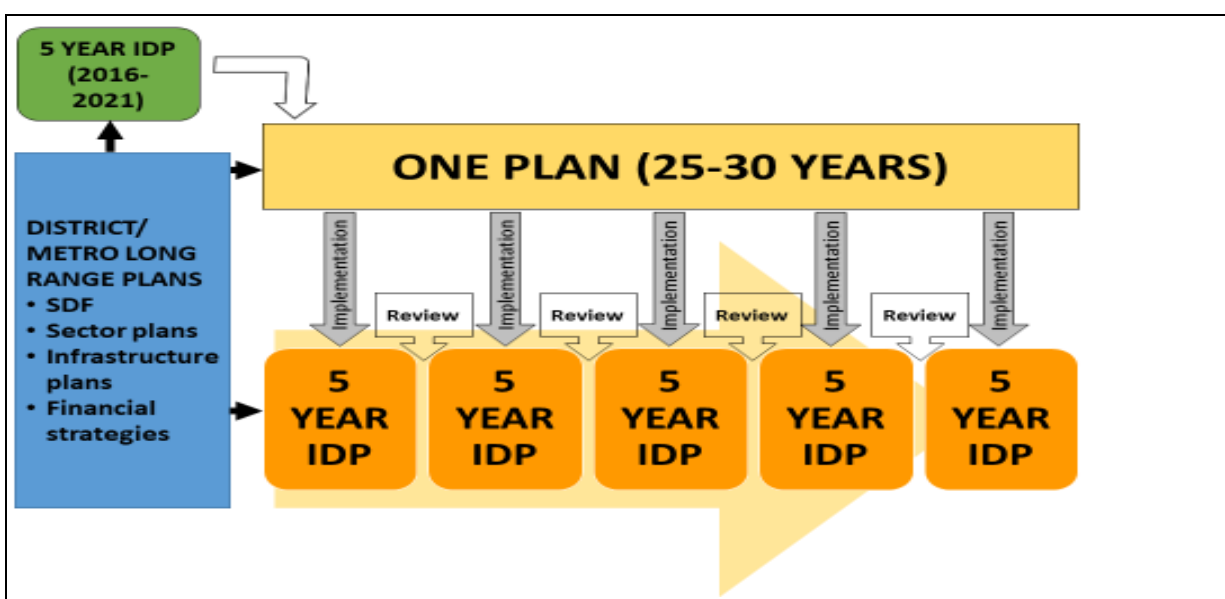 5 YEAR IDP
(2016-
2021)
ONE PLAN (25-30 YEARS)
DISTRICT/
METRO LONG
RANGE PLANS
• SDF
• Sector plans
• Infrastructure
plans
• Financial
strategies
Implementation
Implementation
Implementation
Implementation
Implementation
Review
Review
Review
Review
5
YEAR
IDP
5
YEAR
IDP
5
YEAR
IDP
5
YEAR
IDP
5
YEAR
IDP